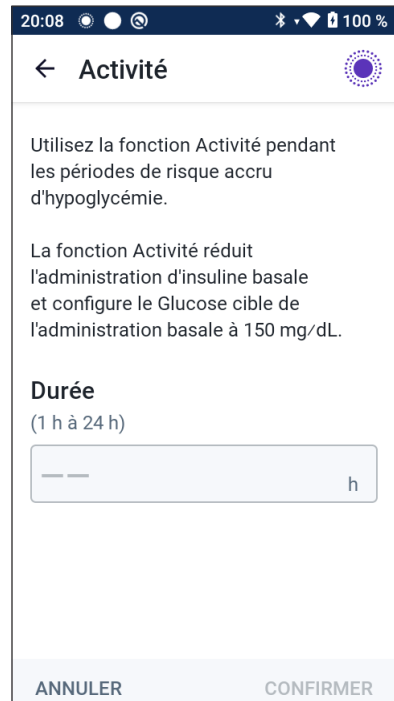 20:08 100 %
← Activité
Utilisez la fonction Activité pendant
les périodes de risque accru
d'hypoglycémie.
La fonction Activité réduit
l'administration d'insuline basale
et configure le Glucose cible de
l'administration basale à 150 mg/dL.
Durée
(1 h à 24 h)
— — h
ANNULER CONFIRMER